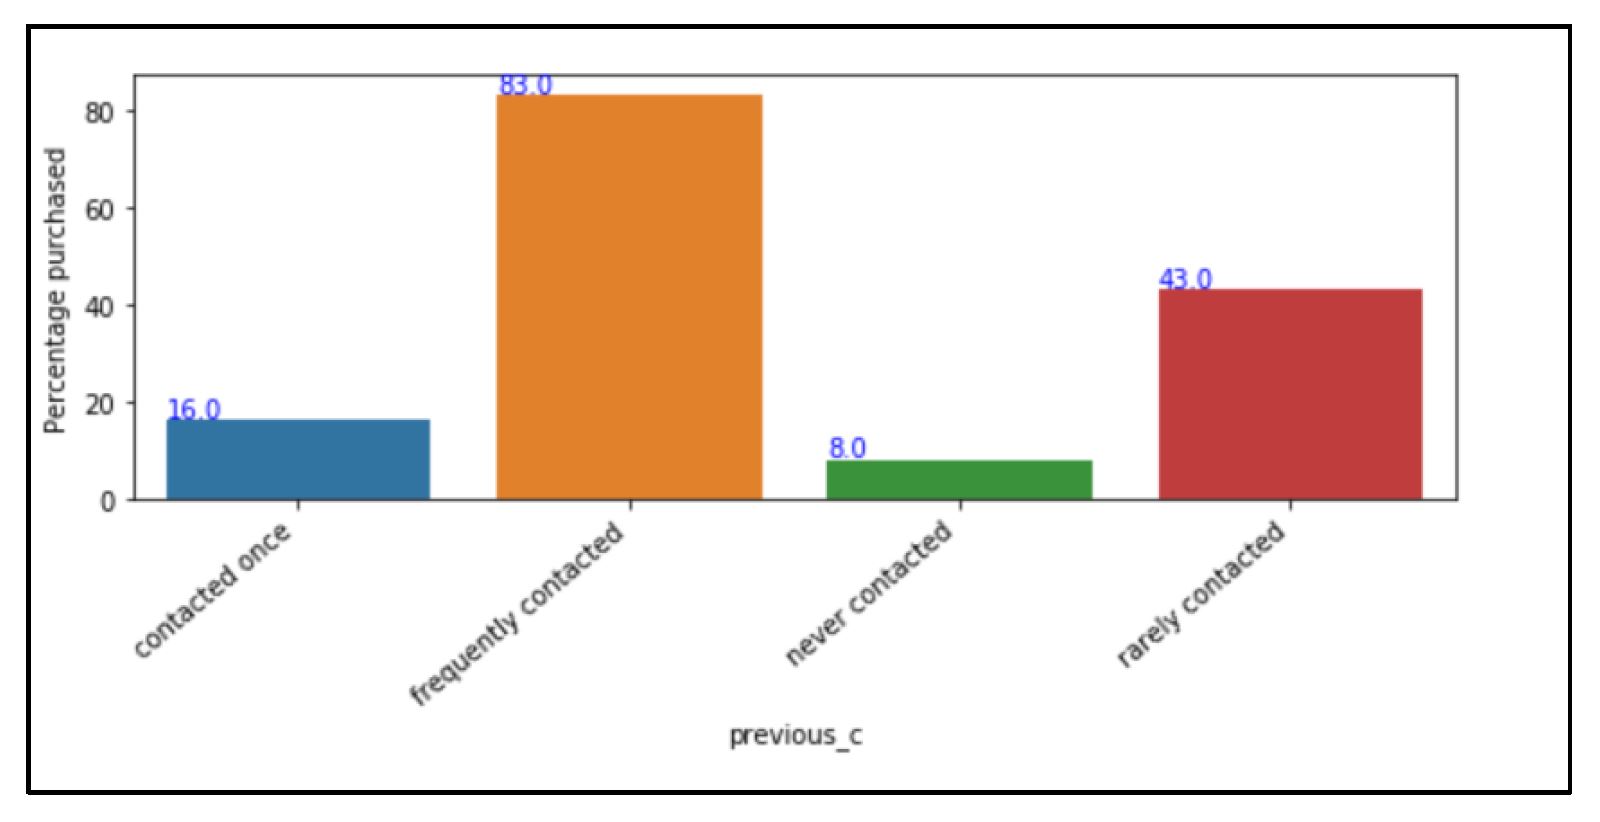 83.0
80
60
43.0
40
16.0
20
8.0
0
Percentage purchased
contacted once
frequently contacted
never contacted
rarely contacted
previous_c